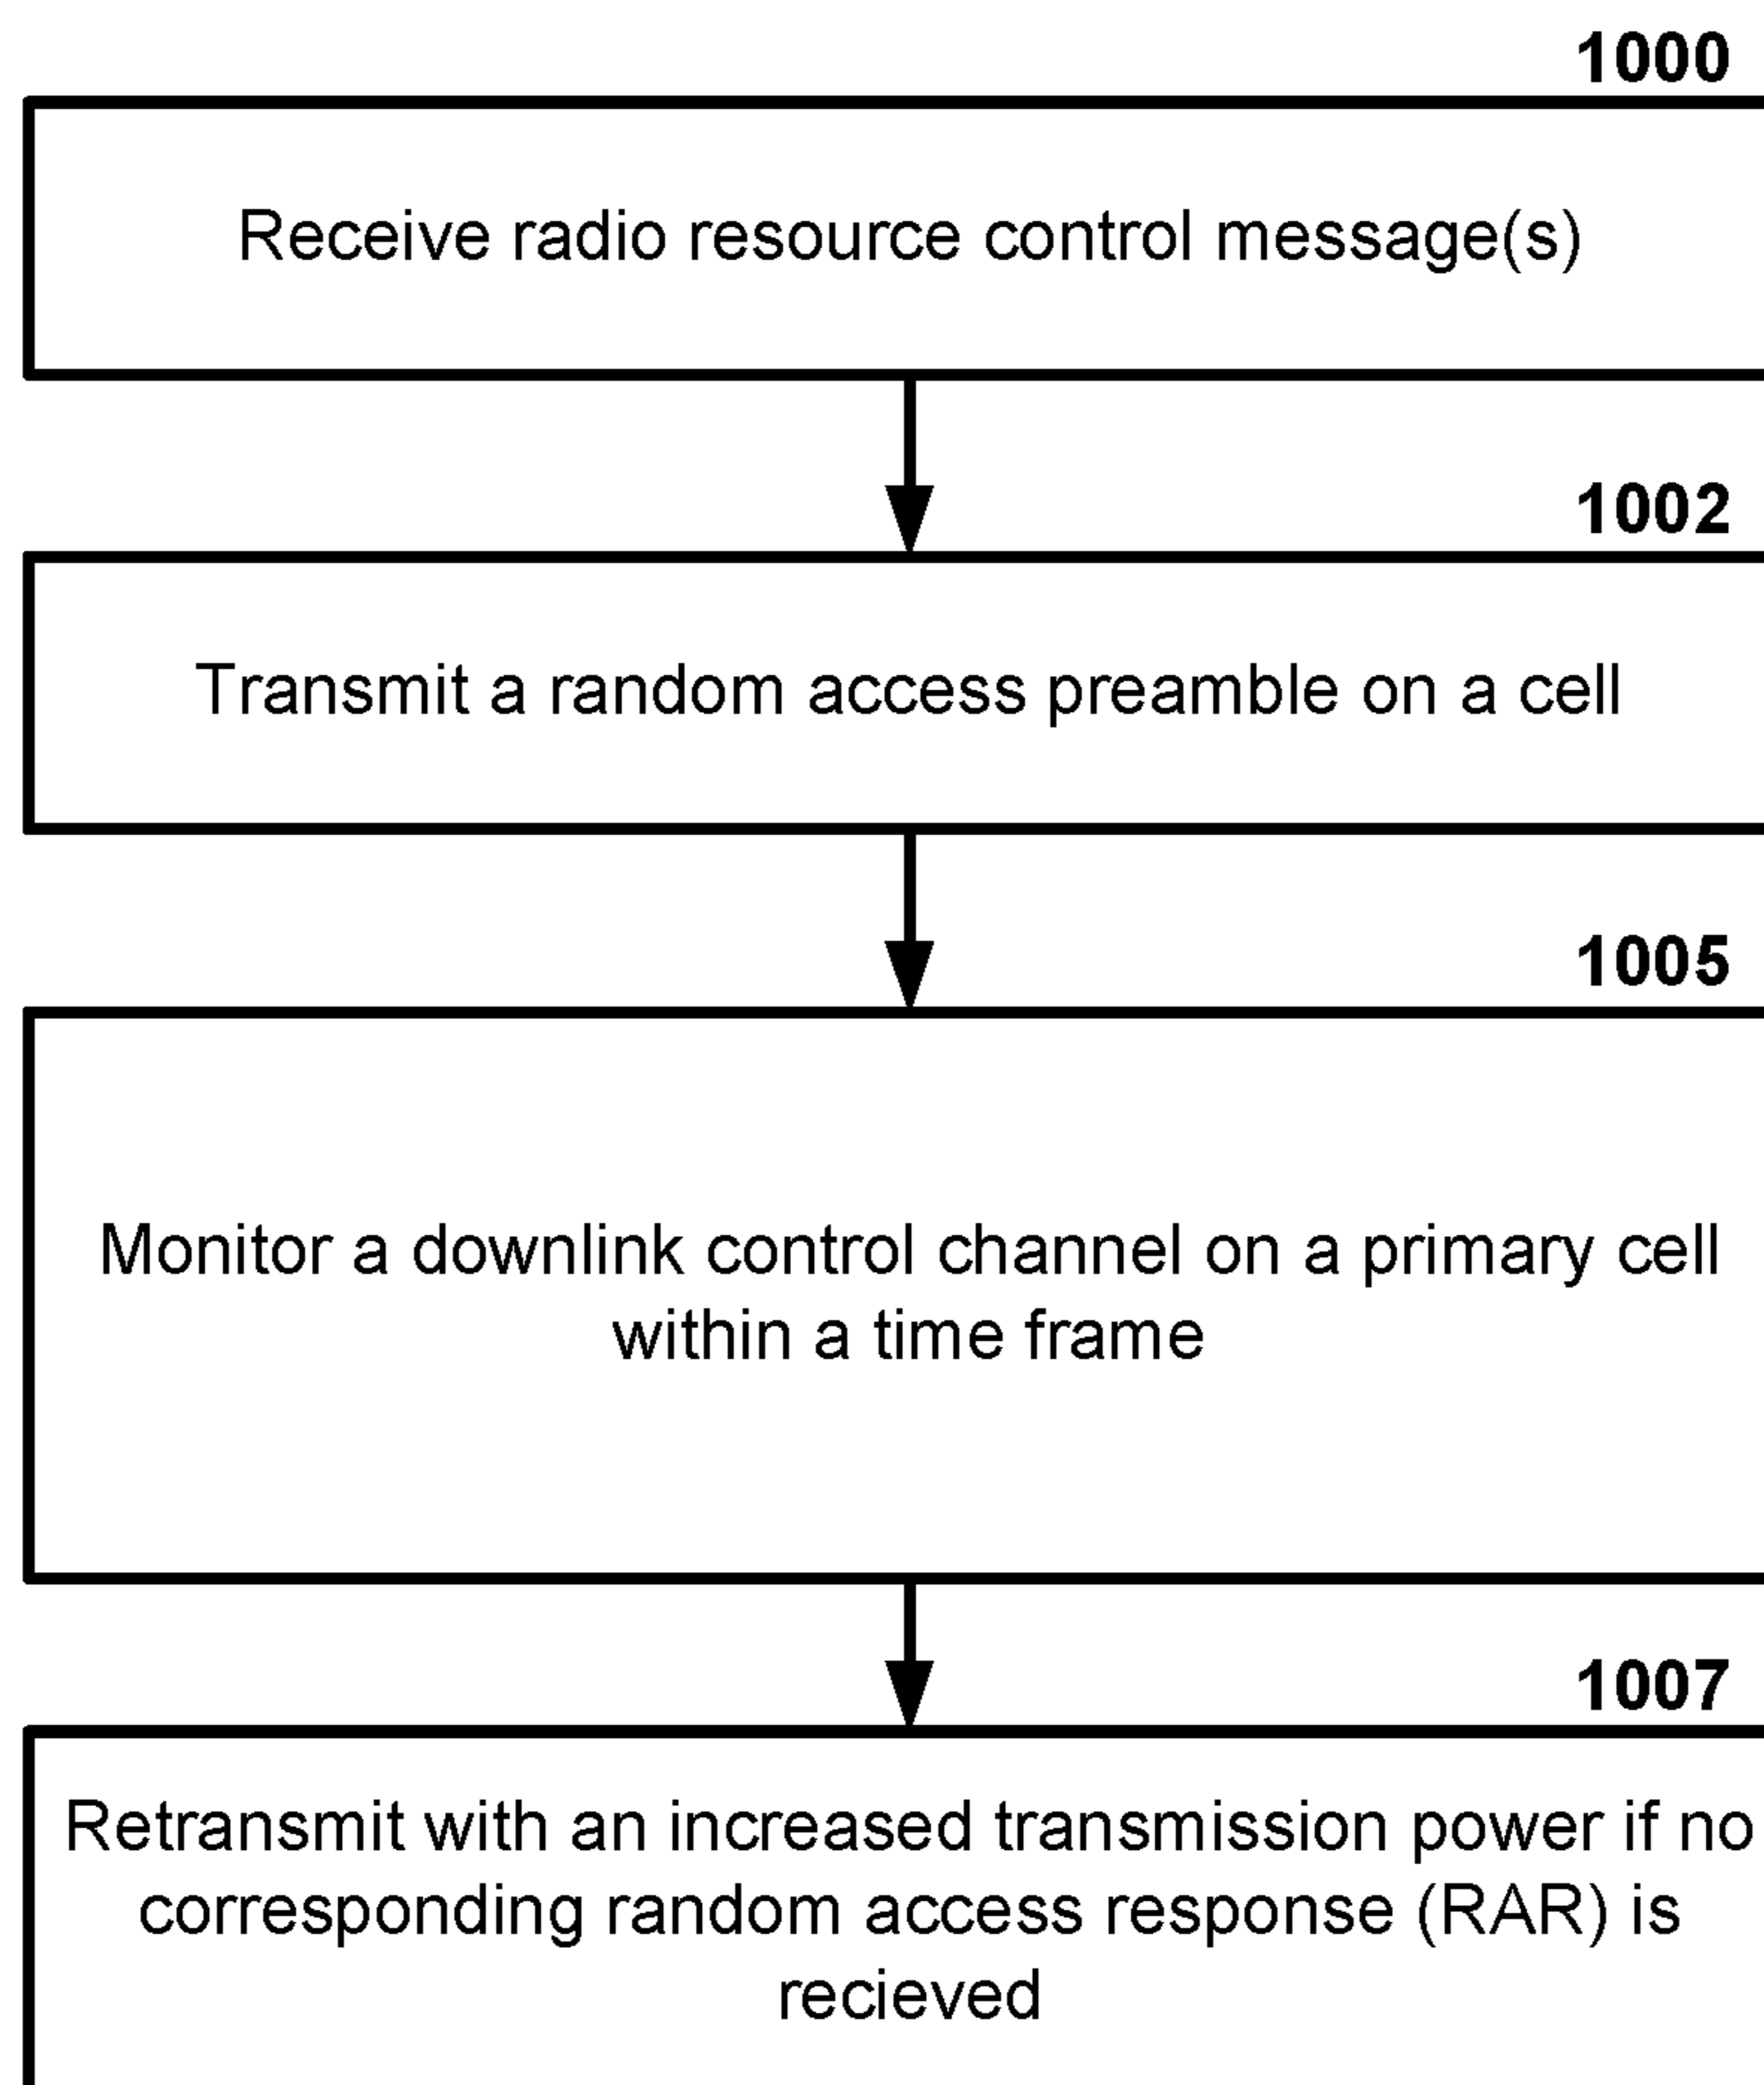 1000
Receive radio resource control message(s)
1002
Transmit a random access preamble on a cell
1005
Monitor a downlink control channel on a primary cell
within a time frame
1007
Retransmit with an increased transmission power if no
corresponding random access response (RAR) is
recieved